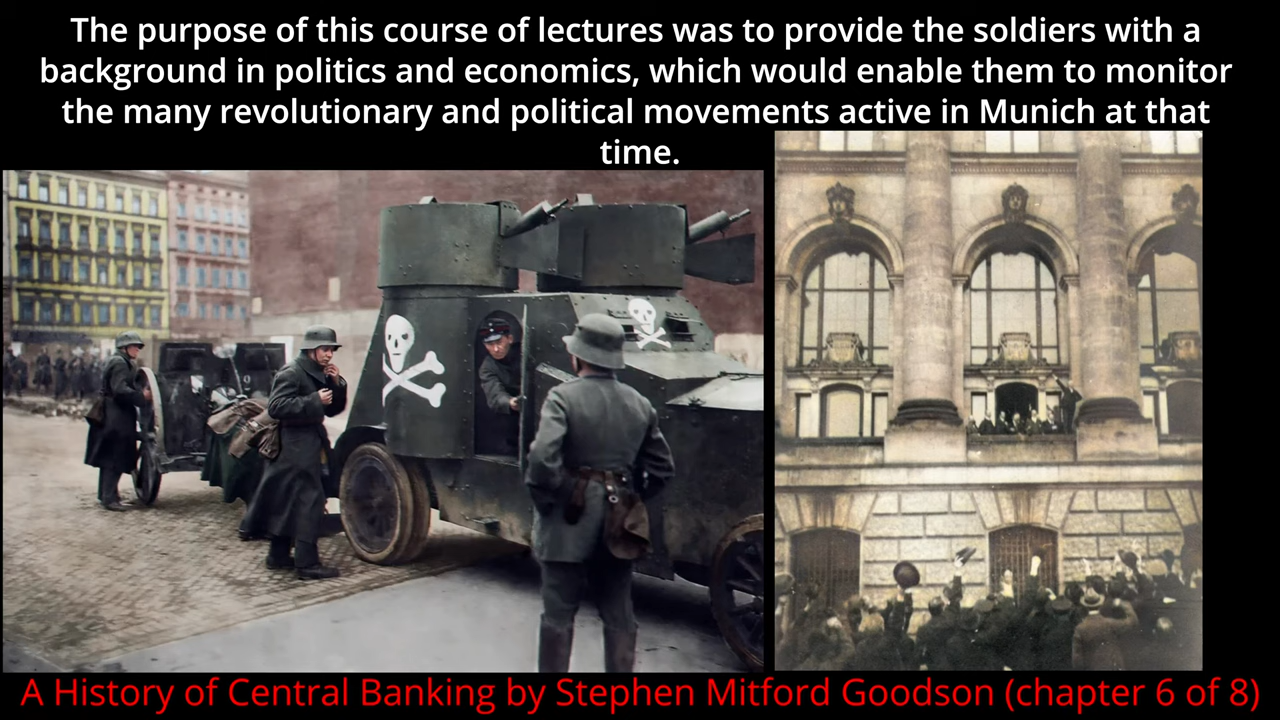 The purpose of this course of lectures was to provide the soldiers with a
background in politics and economics, which would enable them to monitor
the many revolutionary and political movements active in Munich at that
time.
A History of Central Banking by Stephen Mitford Goodson (chapter 6 of 8)